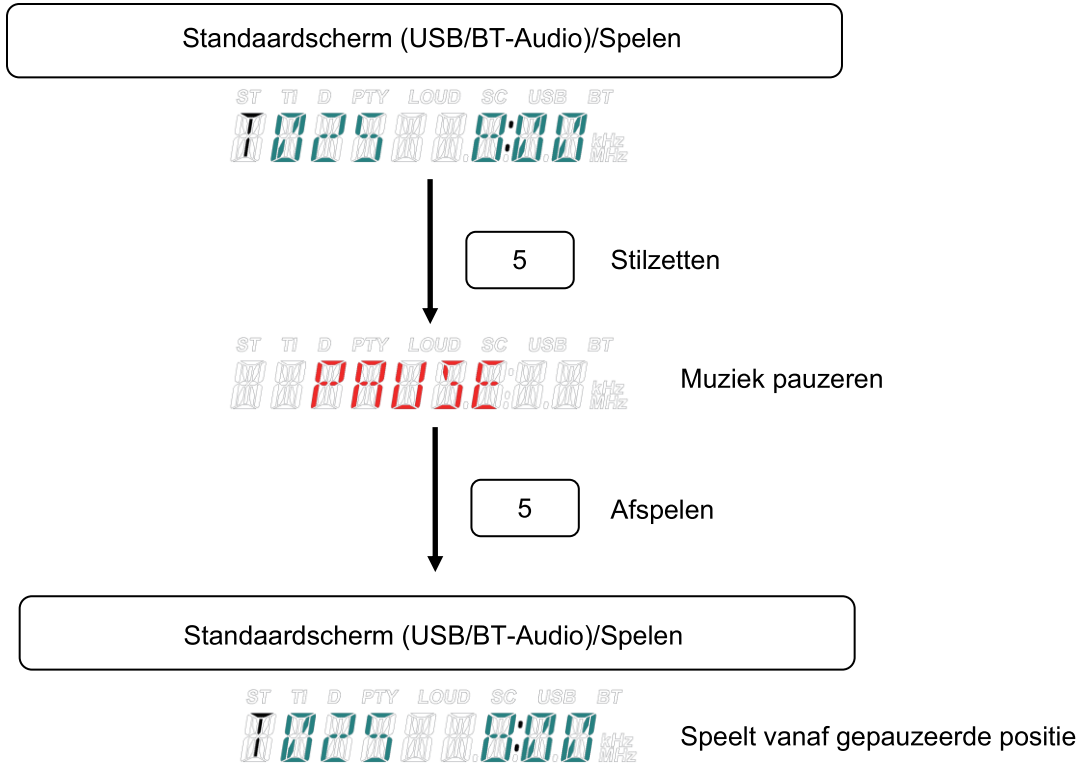 Standaardscherm (USB/BT-Audio)/Spelen
ST TI D PTY LOUD SC USB BT
T025 8:00 kHz MHz
5 Stilzetten
ST TI D PTY LOUD SC USB BT
PAUSE kHz MHz
Muziek pauzeren
5 Afspelen
Standaardscherm (USB/BT-Audio)/Spelen
ST TI D PTY LOUD SC USB BT
T025 8:00 kHz MHz
Speelt vanaf gepauzeerde positie